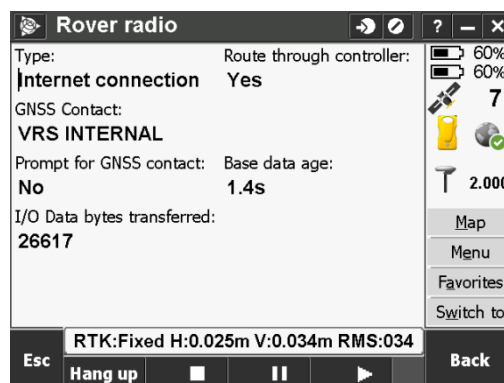 Rover radio
?
Type:
Route through controller:
Internet connection
Yes
GNSS Contact:
VRS INTERNAL
Prompt for GNSS contact:
Base data age:
No
1.4s
I/O Data bytes transferred:
26617
60%
60%
7
2.000
Map
Menu
Favorites
Switch to
RTK:Fixed H:0.025m V:0.034m RMS:034
Esc
Hang up
Back